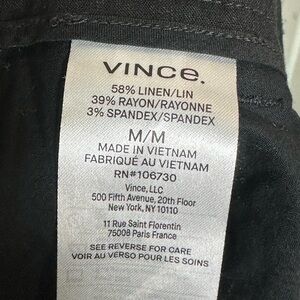 VINCE.
58% LINEN/LIN
39% RAYON/RAYONNE
3% SPANDEX/SPANDEX
M/M
MADE IN VIETNAM
FABRIQUÉ AU VIETNAM
RN#106730
Vince, LLC
500 Fifth Avenue, 20th Floor
New York, NY 10110
11 Rue Saint Florentin
75008 Paris France
SEE REVERSE FOR CARE
VOIR AU VERSO POUR LES SOINS